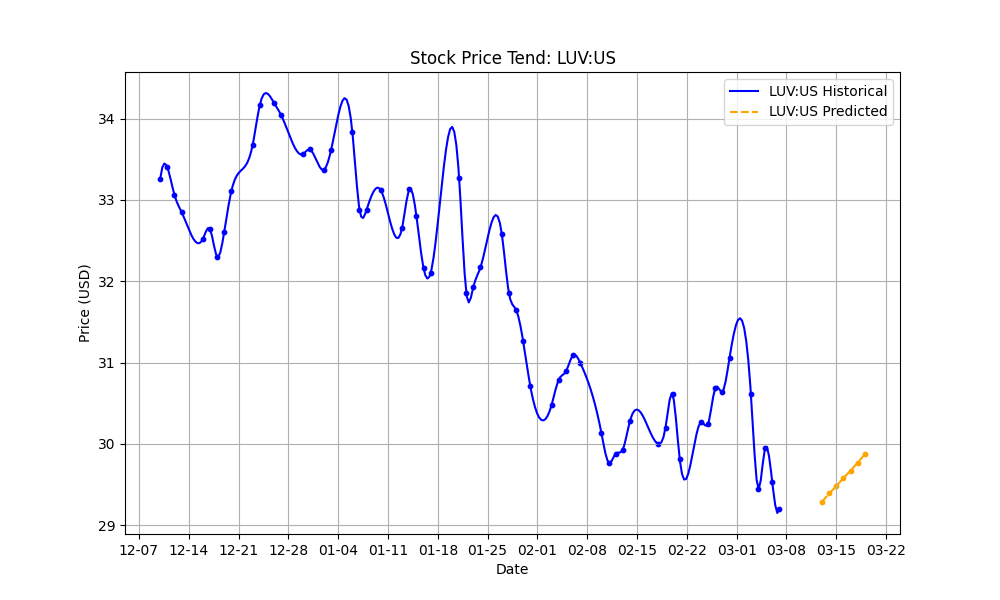 Stock Price Tend: LUV:US
LUV:US Historical
LUV:US Predicted
34
33
32
31
30
29
Price (USD)
12-07 12-14 12-21 12-28 01-04 01-11 01-18 01-25 02-01 02-08 02-15 02-22 03-01 03-08 03-15 03-22
Date